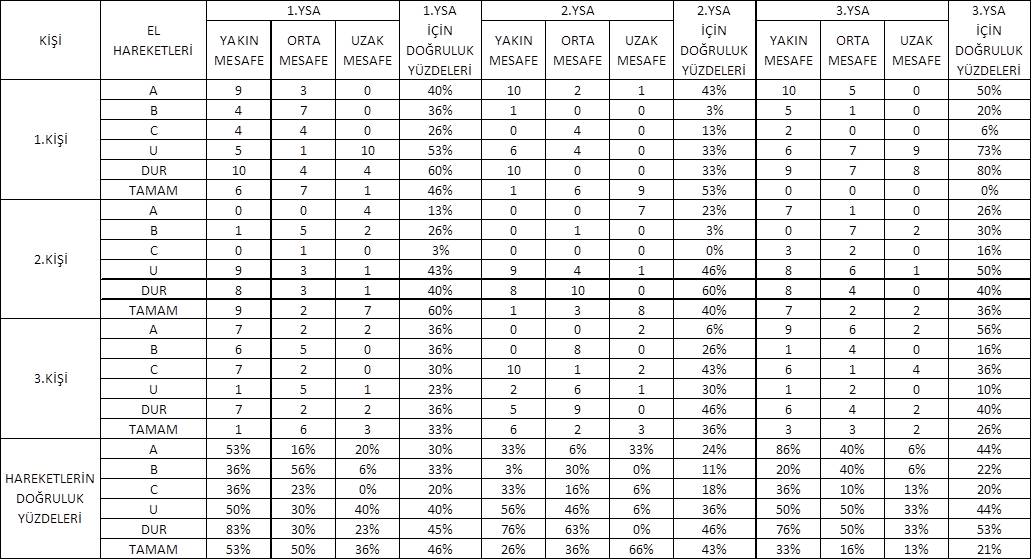 KİŞİ EL HAREKETLERİ 1.YSA 1.YSA İÇİN DOĞRULUK YÜZDELERİ 2.YSA 2.YSA İÇİN DOĞRULUK YÜZDELERİ 3.YSA 3.YSA İÇİN DOĞRULUK YÜZDELERİ
YAKIN MESAFE ORTA MESAFE UZAK MESAFE YAKIN MESAFE ORTA MESAFE UZAK MESAFE YAKIN MESAFE ORTA MESAFE UZAK MESAFE
1.KİŞİ
A 9 3 0 40% 10 2 1 43% 10 5 0 50%
B 4 7 0 36% 1 0 0 3% 5 1 0 20%
C 4 4 0 26% 0 4 0 13% 2 0 0 6%
U 5 1 10 53% 6 4 0 33% 6 7 9 73%
DUR 10 4 4 60% 10 0 0 33% 9 7 8 80%
TAMAM 6 7 1 46% 1 6 9 53% 0 0 0 0%
2.KİŞİ
A 0 0 4 13% 0 0 7 23% 7 1 0 26%
B 1 5 2 26% 0 1 0 3% 0 7 2 30%
C 0 1 0 3% 0 0 0 0% 3 2 0 16%
U 9 3 1 43% 9 4 1 46% 8 6 1 50%
DUR 8 3 1 40% 8 10 0 60% 8 4 0 40%
TAMAM 9 2 7 60% 1 3 8 40% 7 2 2 36%
3.KİŞİ
A 7 2 2 36% 0 0 2 6% 9 6 2 56%
B 6 5 0 36% 0 8 0 26% 1 4 0 16%
C 7 2 0 30% 10 1 2 43% 6 1 4 36%
U 1 5 1 23% 2 6 1 30% 1 2 0 10%
DUR 7 2 2 36% 5 9 0 46% 6 4 2 40%
TAMAM 1 6 3 33% 6 2 3 36% 3 3 2 26%
HAREKETLERİN DOĞRULUK YÜZDELERİ
A 53% 16% 20% 30% 33% 6% 33% 24% 86% 40% 6% 44%
B 36% 56% 6% 33% 3% 30% 0% 11% 20% 40% 6% 22%
C 36% 23% 0% 20% 33% 16% 6% 18% 36% 10% 13% 20%
U 50% 30% 40% 40% 56% 46% 6% 36% 50% 50% 33% 44%
DUR 83% 30% 23% 45% 76% 63% 0% 46% 76% 50% 33% 53%
TAMAM 53% 50% 36% 46% 26% 36% 66% 43% 33% 16% 13% 21%